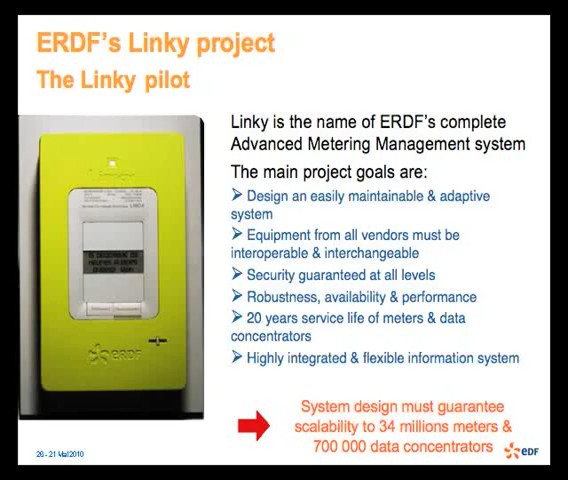 ERDF's Linky project
The Linky pilot
Linky is the name of ERDF's complete
Advanced Metering Management system
The main project goals are:
Design an easily maintainable & adaptive
system
Equipment from all vendors must be
interoperable & interchangeable
Security guaranteed at all levels
Robustness, availability & performance
20 years service life of meters & data
concentrators
Highly integrated & flexible information system
System design must guarantee
scalability to 34 millions meters &
700 000 data concentrators
Linky
ERDF
eDF